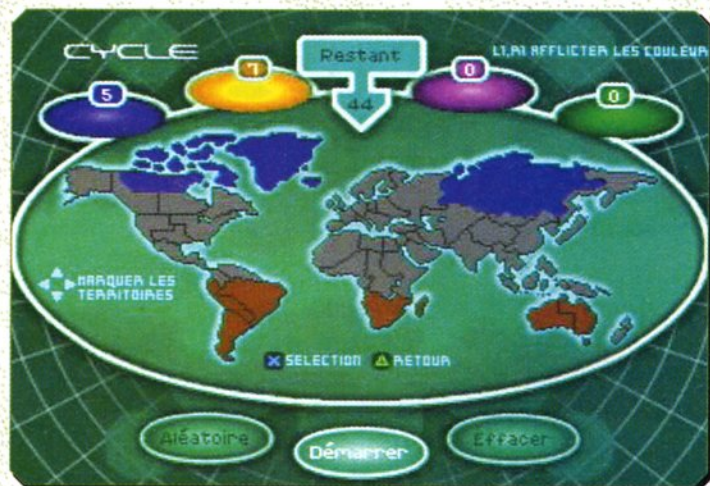 CYCLE
Restant
L1,R1 AFFLICTER LES COULEUR
5
7
44
0
0
MARQUER LES
TERRITOIRES
SELECTION
RETOUR
Aléatoire
Démarrer
Effacer